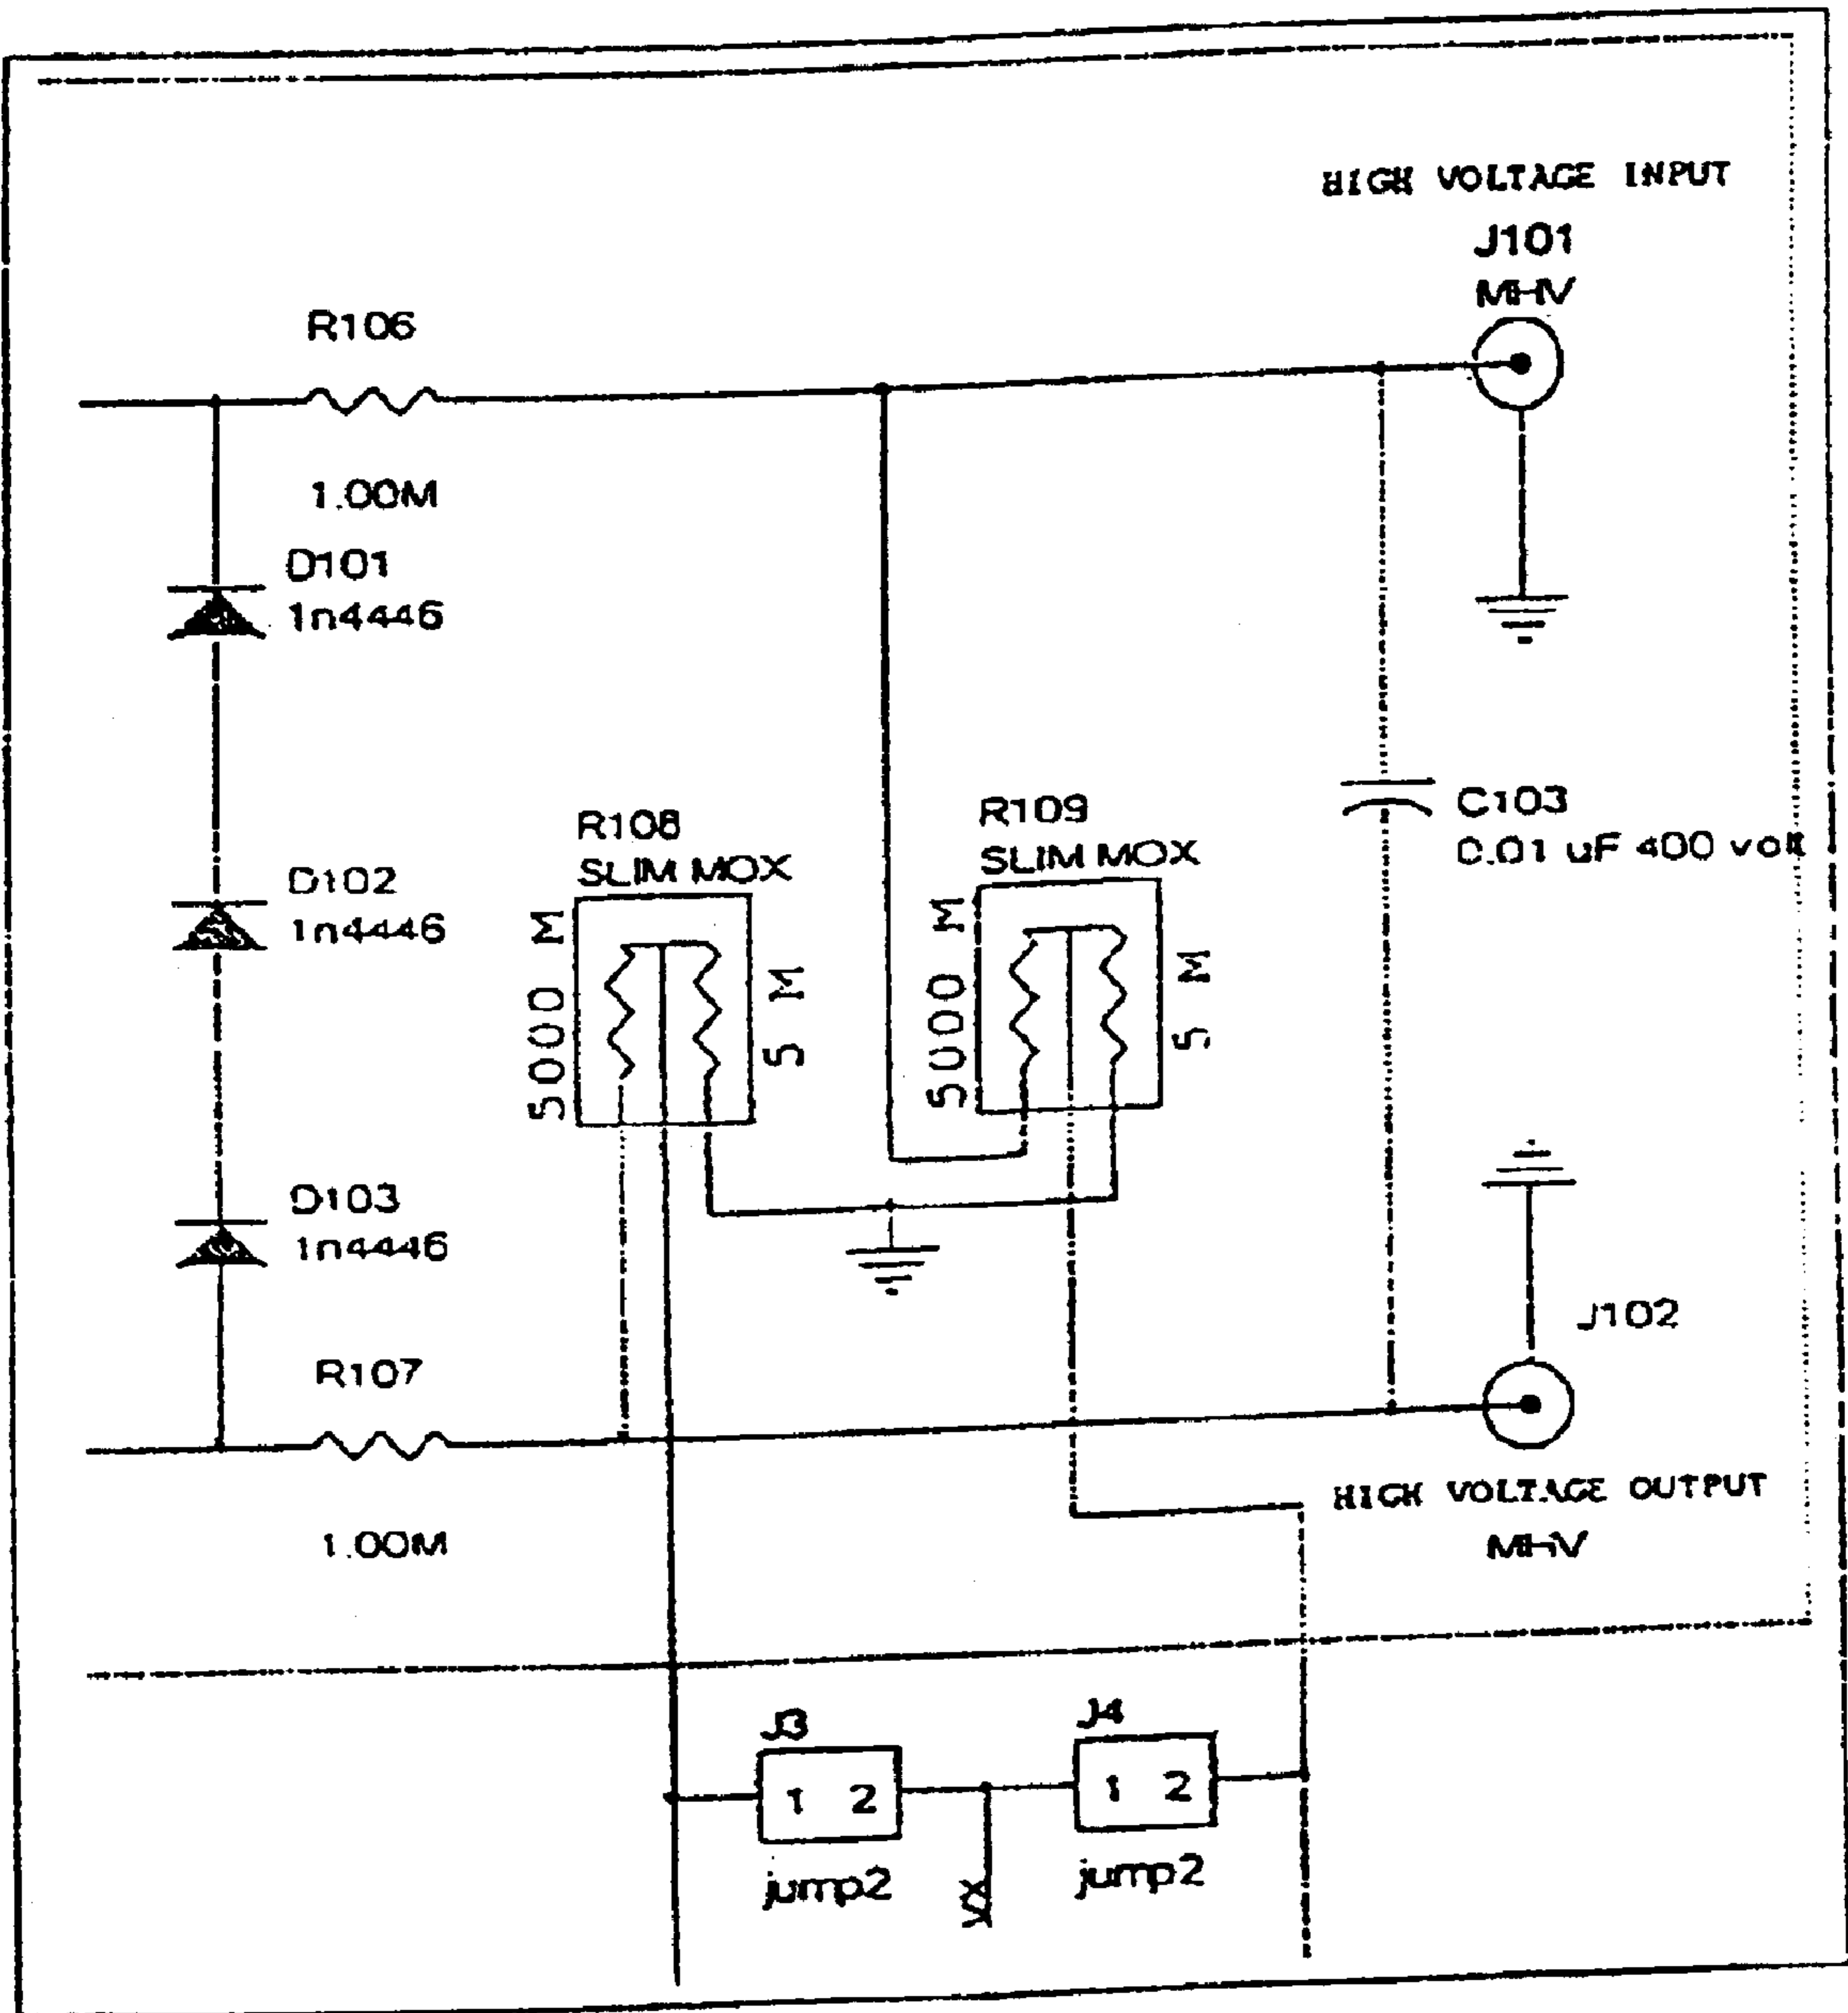 HIGH VOLTAGE INPUT
J101
MHV
R106
1.00M
D101
1n4446
R108
SLIM MOX
5000 M
5 M
R109
SLIM MOX
5000 M
5 M
C103
0.01 uF 400 volt
D102
1n4446
D103
1n4446
J102
R107
1.00M
HIGH VOLTAGE OUTPUT
MHV
J3
1 2
jump2
J4
1 2
jump2
VX